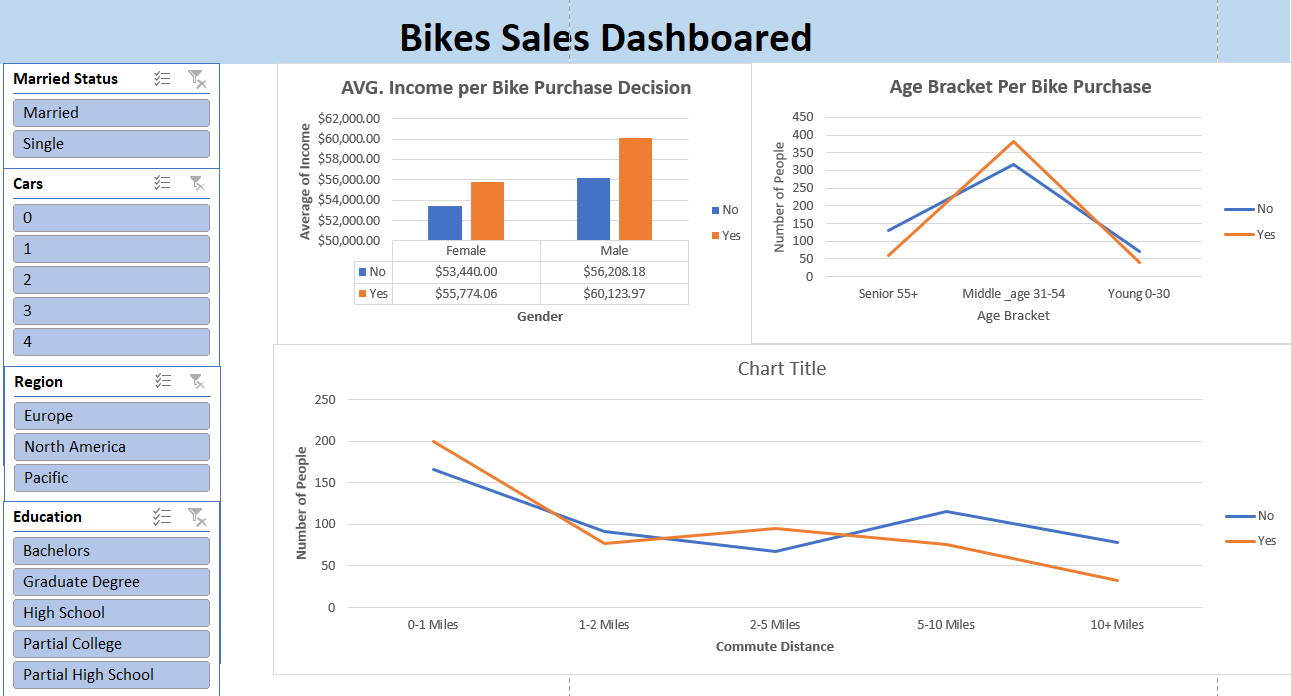 Bikes Sales Dashboared
Married Status
Married
Single
Cars
0
1
2
3
4
Region
Europe
North America
Pacific
Education
Bachelors
Graduate Degree
High School
Partial College
Partial High School
AVG. Income per Bike Purchase Decision
Average of Income
$62,000.00
$60,000.00
$58,000.00
$56,000.00
$54,000.00
$52,000.00
$50,000.00
Female Male
No $53,440.00 $56,208.18
Yes $55,774.06 $60,123.97
Gender
No
Yes
Age Bracket Per Bike Purchase
Number of People
450
400
350
300
250
200
150
100
50
0
Senior 55+ Middle _age 31-54 Young 0-30
Age Bracket
No
Yes
Chart Title
Number of People
250
200
150
100
50
0
0-1 Miles 1-2 Miles 2-5 Miles 5-10 Miles 10+ Miles
Commute Distance
No
Yes